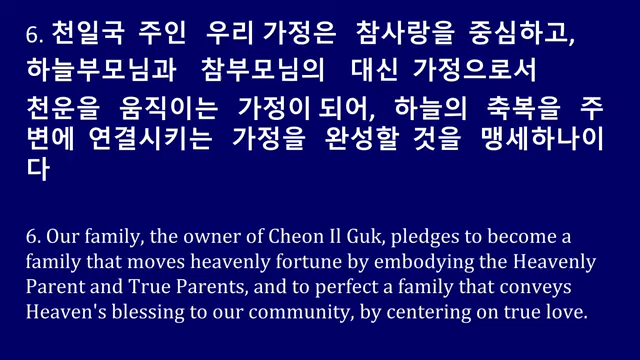 6. 천일국 주인 우리 가정은 참사랑을 중심하고,
하늘부모님과 참부모님의 대신 가정으로서
천운을 움직이는 가정이 되어, 하늘의 축복을 주
변에 연결시키는 가정을 완성할 것을 맹세하나이
다
6. Our family, the owner of Cheon Il Guk, pledges to become a
family that moves heavenly fortune by embodying the Heavenly
Parent and True Parents, and to perfect a family that conveys
Heaven's blessing to our community, by centering on true love.